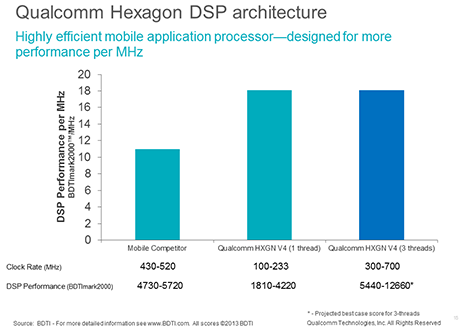 Qualcomm Hexagon DSP architecture
Highly efficient mobile application processor—designed for more
performance per MHz
DSP Performance per MHz
BDTImark2000™/MHz
20
18
16
14
12
10
8
6
4
2
0
Mobile Competitor Qualcomm HXGN V4 (1 thread) Qualcomm HXGN V4 (3 threads)
Clock Rate (MHz) 430-520 100-233 300-700
DSP Performance (BDTImark2000) 4730-5720 1810-4220 5440-12660*
* - Projected best case score for 3-threads
Source: BDTI - For more detailed information see www.BDTI.com. All scores ©2013 BDTI
Qualcomm Technologies, Inc. All Rights Reserved